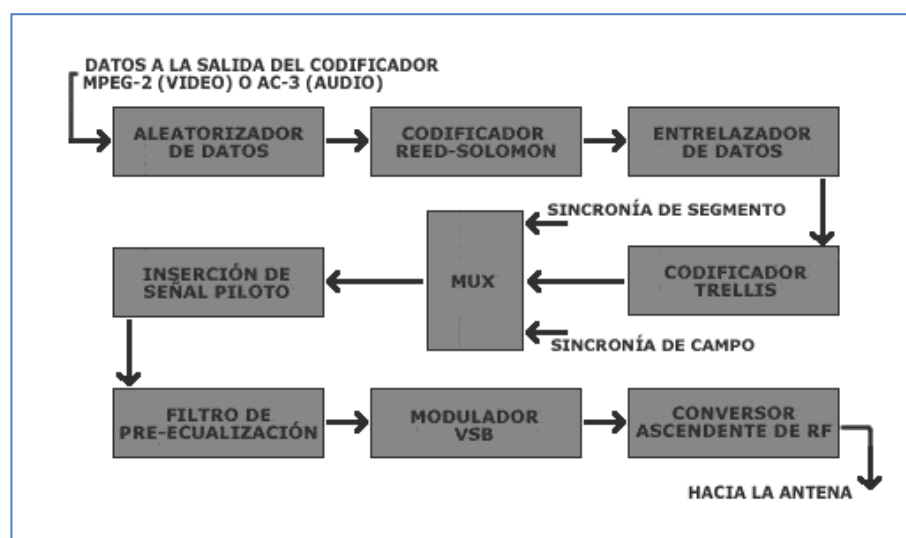 DATOS A LA SALIDA DEL CODIFICADOR
MPEG-2 (VIDEO) O AC-3 (AUDIO)
ALEATORIZADOR
DE DATOS
CODIFICADOR
REED-SOLOMON
ENTRELAZADOR
DE DATOS
SINCRONÍA DE SEGMENTO
CODIFICADOR
TRELLIS
MUX
INSERCIÓN DE
SEÑAL PILOTO
SINCRONÍA DE CAMPO
FILTRO DE
PRE-ECUALIZACIÓN
MODULADOR
VSB
CONVERSOR
ASCENDENTE DE RF
HACIA LA ANTENA